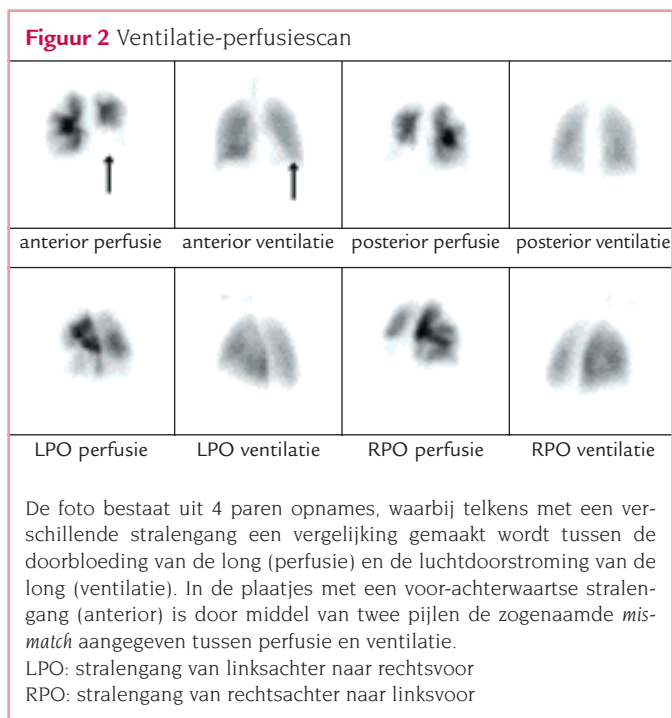 Figuur 2 Ventilatie-perfusiescan
anterior perfusie anterior ventilatie posterior perfusie posterior ventilatie
LPO perfusie LPO ventilatie RPO perfusie RPO ventilatie
De foto bestaat uit 4 paren opnames, waarbij telkens met een ver-
schillende stralengang een vergelijking gemaakt wordt tussen de
doorbloeding van de long (perfusie) en de luchtdoorstroming van de
long (ventilatie). In de plaatjes met een voor-achterwaartse stralen-
gang (anterior) is door middel van twee pijlen de zogenaamde mis-
match aangegeven tussen perfusie en ventilatie.
LPO: stralengang van linksachter naar rechtsvoor
RPO: stralengang van rechtsachter naar linksvoor